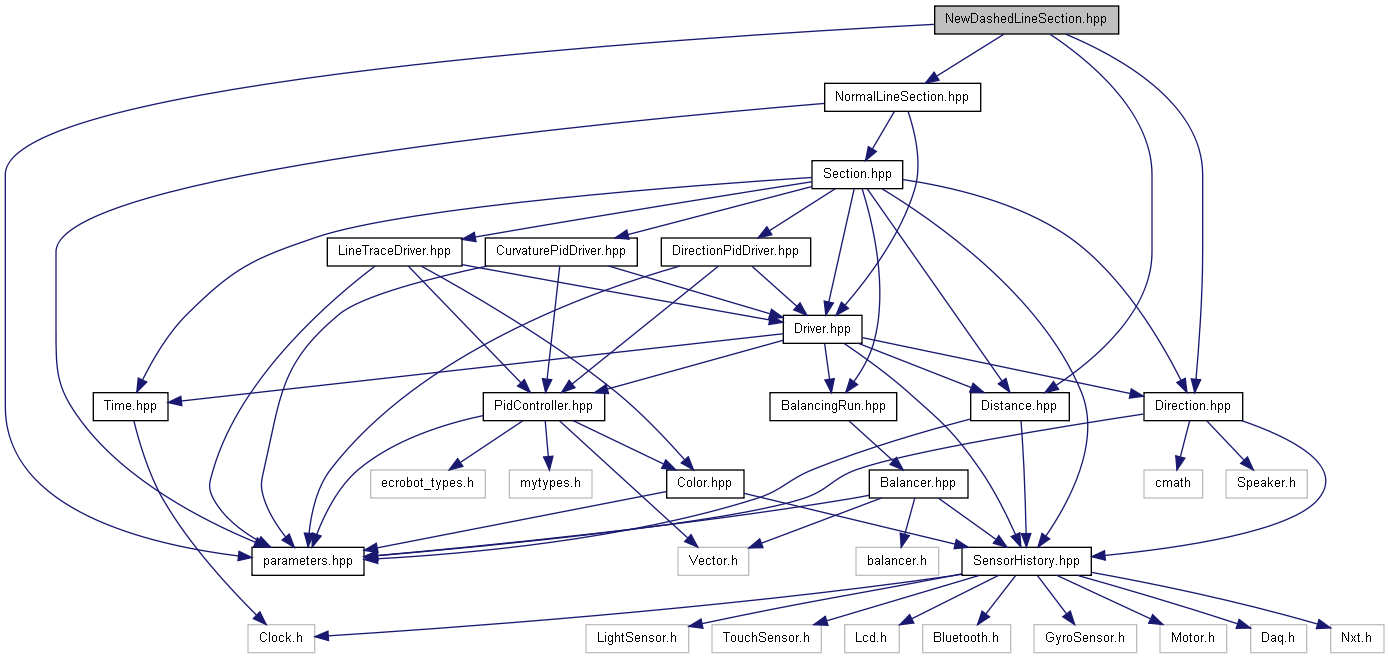 NewDashedLineSection.hpp
NormalLineSection.hpp
Section.hpp
LineTraceDriver.hpp
CurvaturePidDriver.hpp
DirectionPidDriver.hpp
Driver.hpp
Time.hpp
PidController.hpp
BalancingRun.hpp
Distance.hpp
Direction.hpp
ecrobot_types.h
mytypes.h
Color.hpp
Balancer.hpp
cmath
Speaker.h
parameters.hpp
Vector.h
balancer.h
SensorHistory.hpp
Clock.h
LightSensor.h
TouchSensor.h
Lcd.h
Bluetooth.h
GyroSensor.h
Motor.h
Daq.h
Nxt.h